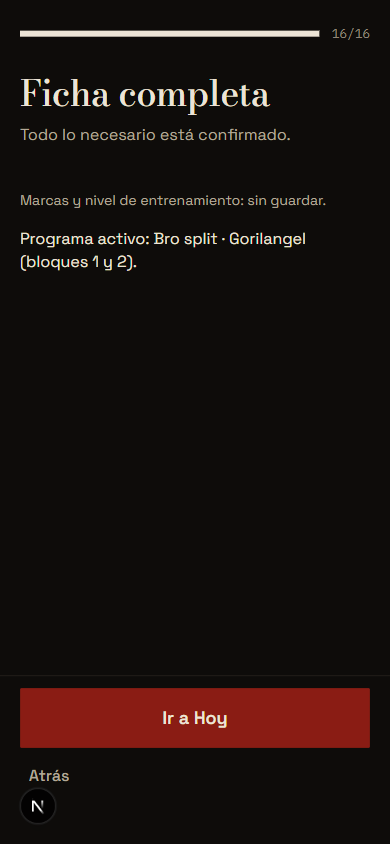 16/16
Ficha completa
Todo lo necesario está confirmado.
Marcas y nivel de entrenamiento: sin guardar.
Programa activo: Bro split · Gorilangel
(bloques 1 y 2).
Ir a Hoy
Atrás
N